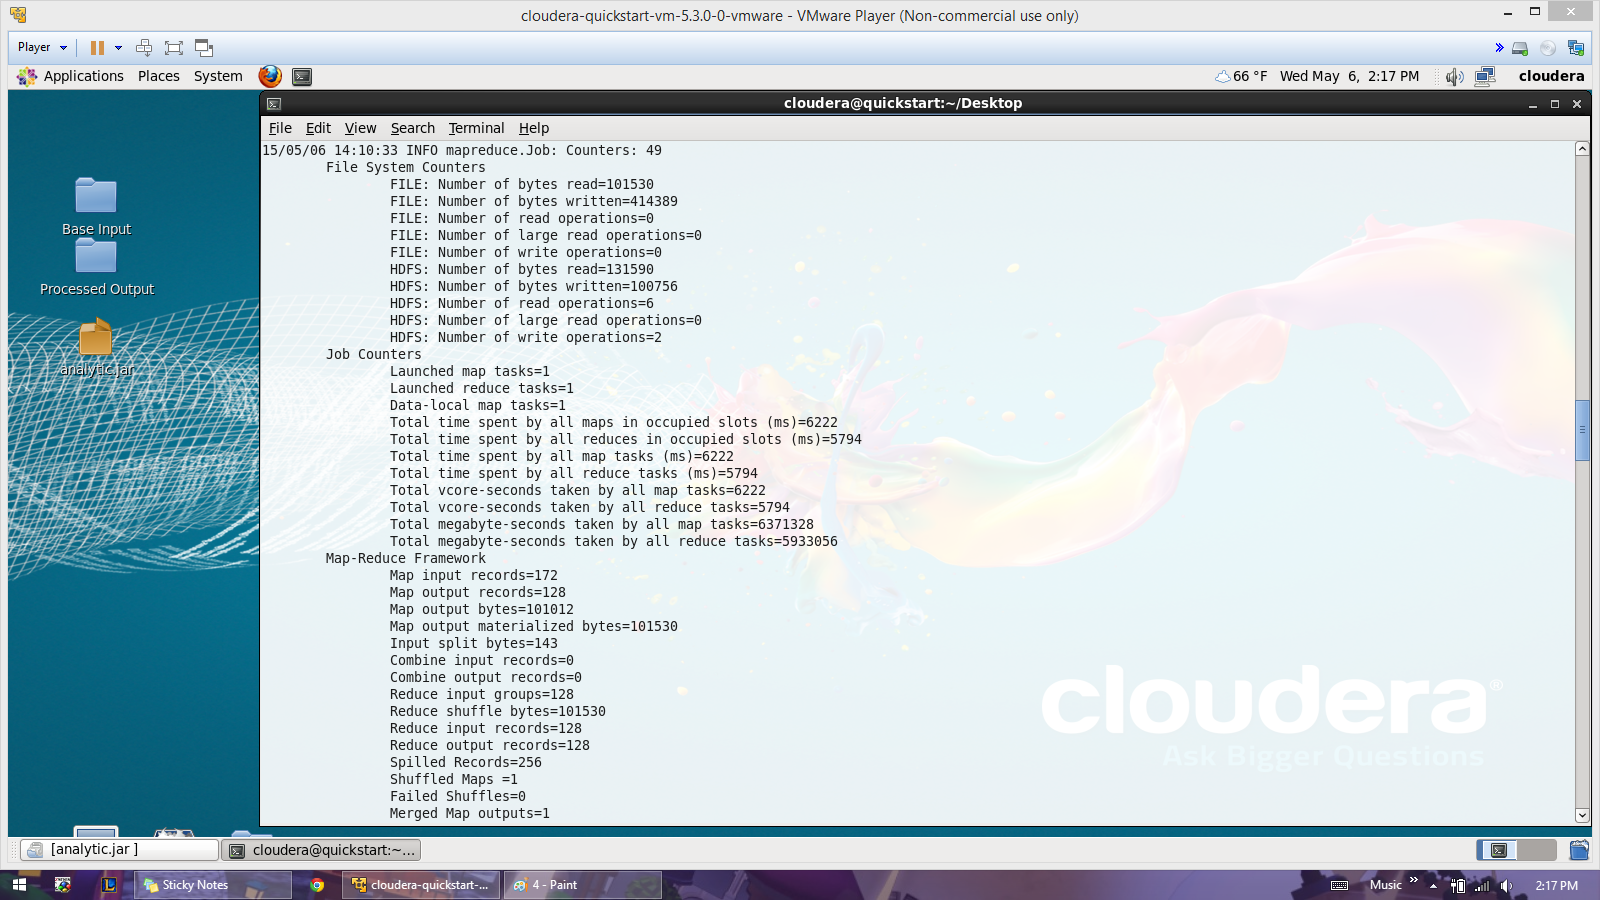 cloudera-quickstart-vm-5.3.0-0-vmware - VMware Player (Non-commercial use only)
Player
Applications Places System
66 °F Wed May 6, 2:17 PM cloudera
cloudera@quickstart:~/Desktop
File Edit View Search Terminal Help
Base Input
Processed Output
analytic.jar
15/05/06 14:10:33 INFO mapreduce.Job: Counters: 49
File System Counters
FILE: Number of bytes read=101530
FILE: Number of bytes written=414389
FILE: Number of read operations=0
FILE: Number of large read operations=0
FILE: Number of write operations=0
HDFS: Number of bytes read=131590
HDFS: Number of bytes written=100756
HDFS: Number of read operations=6
HDFS: Number of large read operations=0
HDFS: Number of write operations=2
Job Counters
Launched map tasks=1
Launched reduce tasks=1
Data-local map tasks=1
Total time spent by all maps in occupied slots (ms)=6222
Total time spent by all reduces in occupied slots (ms)=5794
Total time spent by all map tasks (ms)=6222
Total time spent by all reduce tasks (ms)=5794
Total vcore-seconds taken by all map tasks=6222
Total vcore-seconds taken by all reduce tasks=5794
Total megabyte-seconds taken by all map tasks=6371328
Total megabyte-seconds taken by all reduce tasks=5933056
Map-Reduce Framework
Map input records=172
Map output records=128
Map output bytes=101012
Map output materialized bytes=101530
Input split bytes=143
Combine input records=0
Combine output records=0
Reduce input groups=128
Reduce shuffle bytes=101530
Reduce input records=128
Reduce output records=128
Spilled Records=256
Shuffled Maps =1
Failed Shuffles=0
Merged Map outputs=1
cloudera®
Ask Bigger Questions
[analytic.jar ]
cloudera@quickstart:~...
Sticky Notes
cloudera-quickstart-...
4 - Paint
Music
2:17 PM